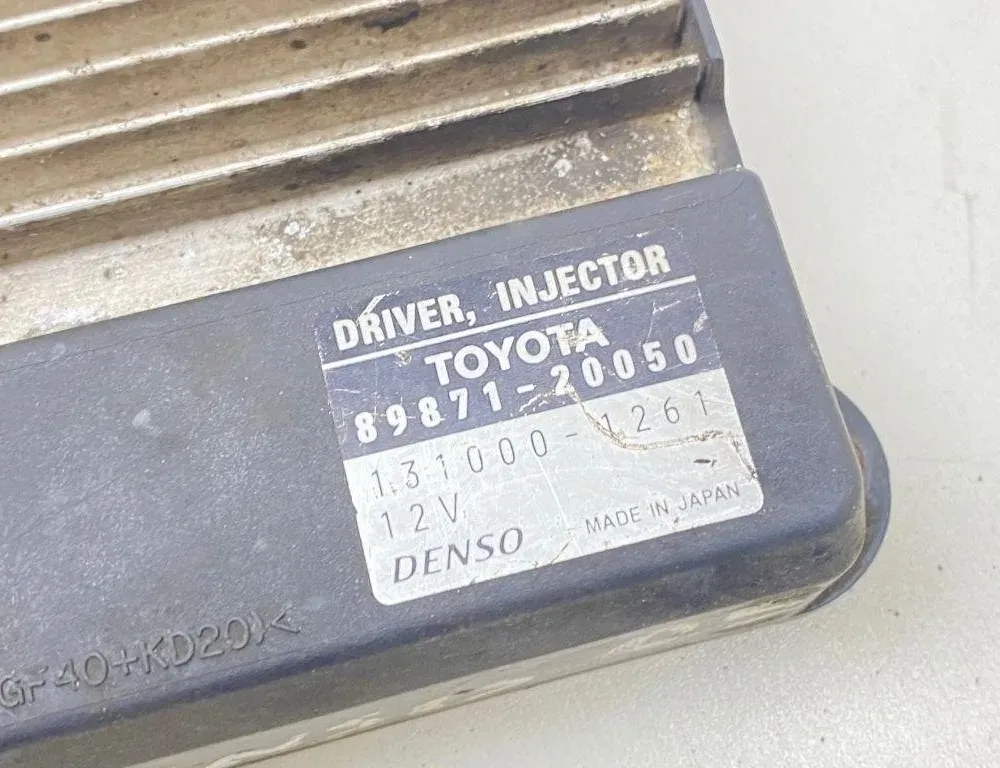 DRIVER, INJECTOR
TOYOTA
89871-20050
131000-1261
12V
DENSO MADE IN JAPAN
GF40+KD20)<